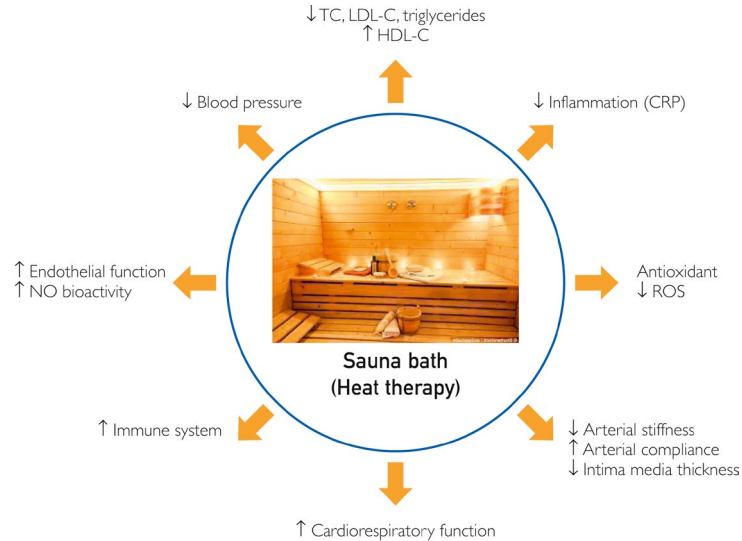 ↓ TC, LDL-C, triglycerides
↑ HDL-C
↓ Blood pressure
↓ Inflammation (CRP)
↑ Endothelial function
↑ NO bioactivity
Antioxidant
↓ ROS
Sauna bath
(Heat therapy)
↑ Immune system
↓ Arterial stiffness
↑ Arterial compliance
↓ Intima media thickness
↑ Cardiorespiratory function